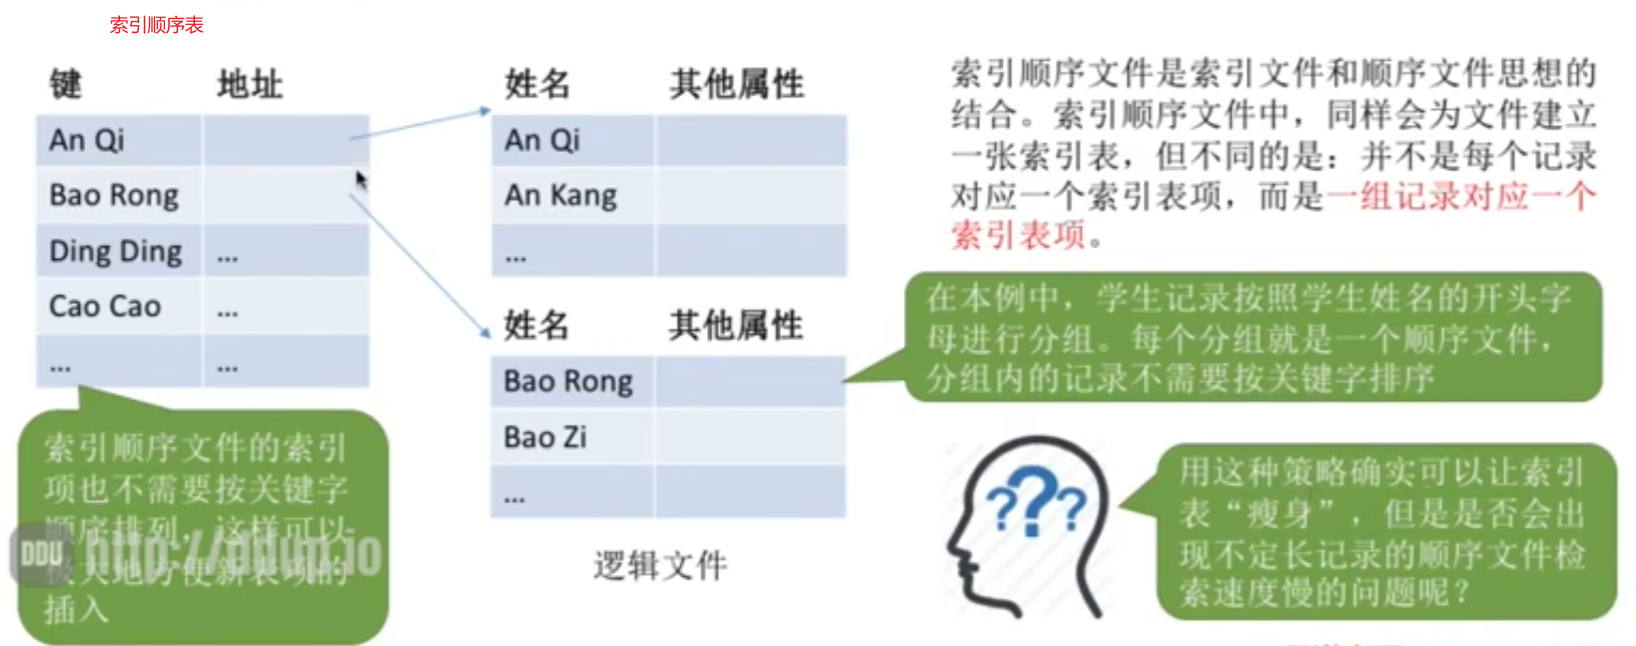 索引顺序表
键 地址
An Qi
Bao Rong
Ding Ding ...
Cao Cao ...
... ...
索引顺序文件的索引
项也不需要按关键字
顺序排列，这样可以
极大地方便新表项的
插入
DDU http://
姓名 其他属性
An Qi
An Kang
...
姓名 其他属性
Bao Rong
Bao Zi
...
逻辑文件
索引顺序文件是索引文件和顺序文件思想的
结合。索引顺序文件中，同样会为文件建立
一张索引表，但不同的是：并不是每个记录
对应一个索引表项，而是一组记录对应一个
索引表项。
在本例中，学生记录按照学生姓名的开头字
母进行分组。每个分组就是一个顺序文件，
分组内的记录不需要按关键字排序
???
用这种策略确实可以让索引
表“瘦身”，但是是否会出
现不定长记录的顺序文件检
索速度慢的问题呢？